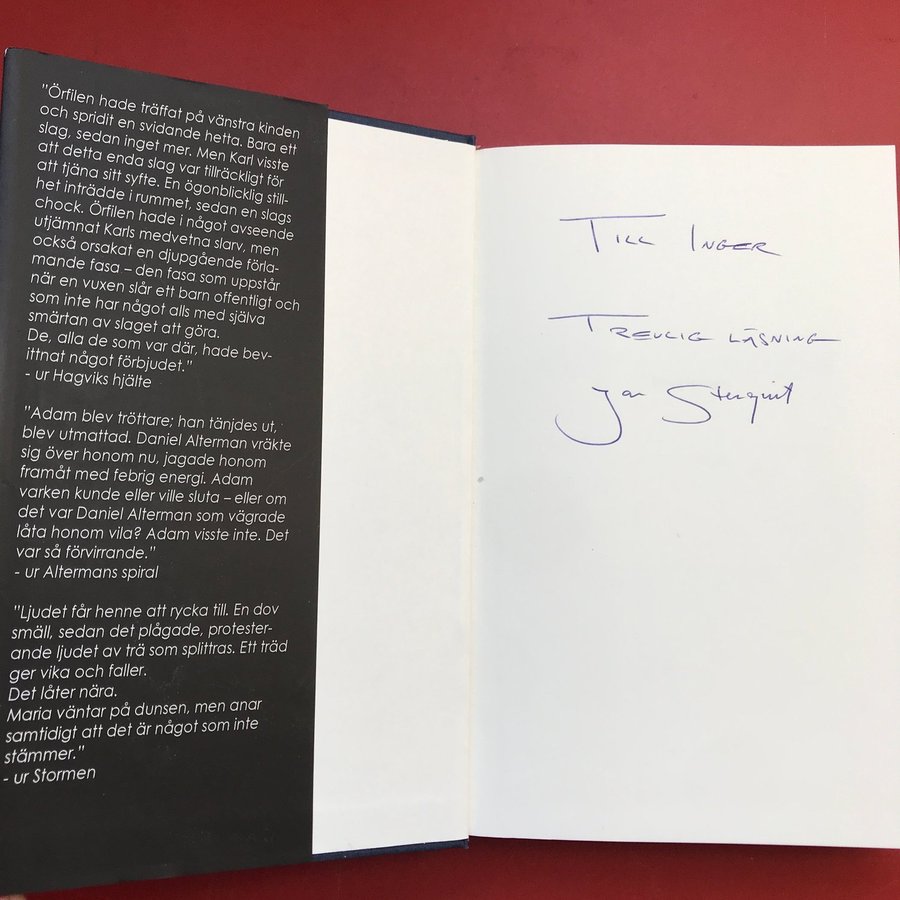 "Örfilen hade träffat på vänstra kinden
och spridit en svidande hetta. Bara ett
slag, sedan inget mer. Men Karl visste
att detta enda slag var tillräckligt för
att tjäna sitt syfte. En ögonblicklig still-
het inträdde i rummet, sedan en slags
chock. Örfilen hade i något avseende
utjämnat Karls medvetna slarv, men
också orsakat en djupgående förla-
mande fasa – den fasa som uppstår
när en vuxen slår ett barn offentligt och
som inte har något alls med själva
smärtan av slaget att göra.
De, alla de som var där, hade bev-
ittnat något förbjudet."
- ur Hagviks hjälte
"Adam blev tröttare; han tänjdes ut,
blev utmattad. Daniel Alterman vräkte
sig över honom nu, jagade honom
framåt med febrig energi. Adam
varken kunde eller ville sluta – eller om
det var Daniel Alterman som vägrade
låta honom vila? Adam visste inte. Det
var så förvirrande."
- ur Altermans spiral
"Ljudet får henne att rycka till. En dov
smäll, sedan det plågade, protester-
ande ljudet av trä som splittras. Ett träd
ger vika och faller.
Det låter nära.
Maria väntar på dunsen, men anar
samtidigt att det är något som inte
stämmer."
- ur Stormen
TILL INGER
TREVLIG LÄSNING
Jan